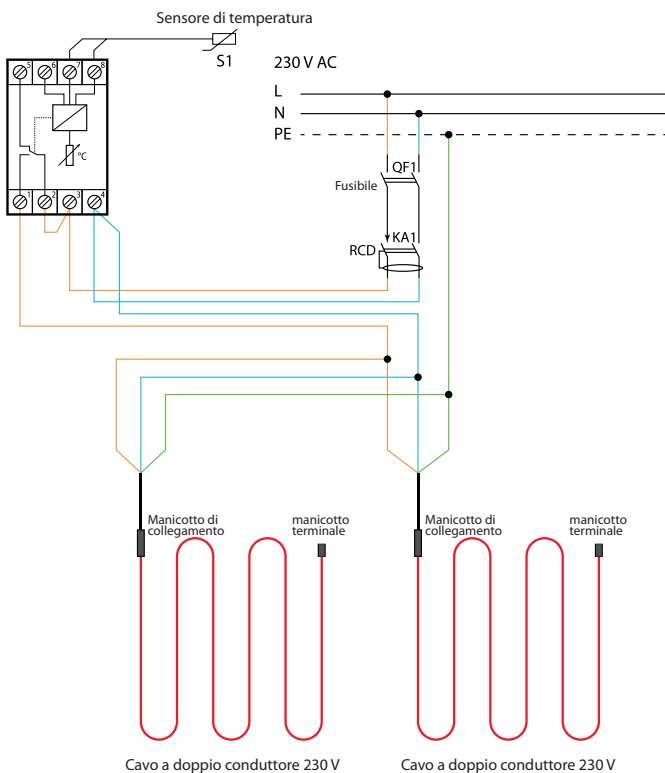 Sensore di temperatura
S1
230 V AC
5 6 7 8
L
N
PE
°C
QF1
Fusibile
1 2 3 4
KA1
RCD
Manicotto di
collegamento
manicotto
terminale
Manicotto di
collegamento
manicotto
terminale
Cavo a doppio conduttore 230 V
Cavo a doppio conduttore 230 V